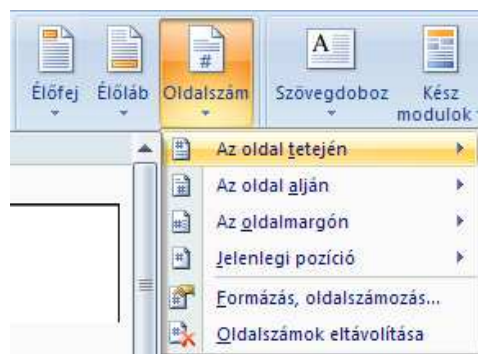 Élőfej Élőláb Oldalszám Szövegdoboz Kész modulok
Az oldal tetején
Az oldal alján
Az oldalmargón
Jelenlegi pozíció
Formázás, oldalszámozás...
Oldalszámok eltávolítása